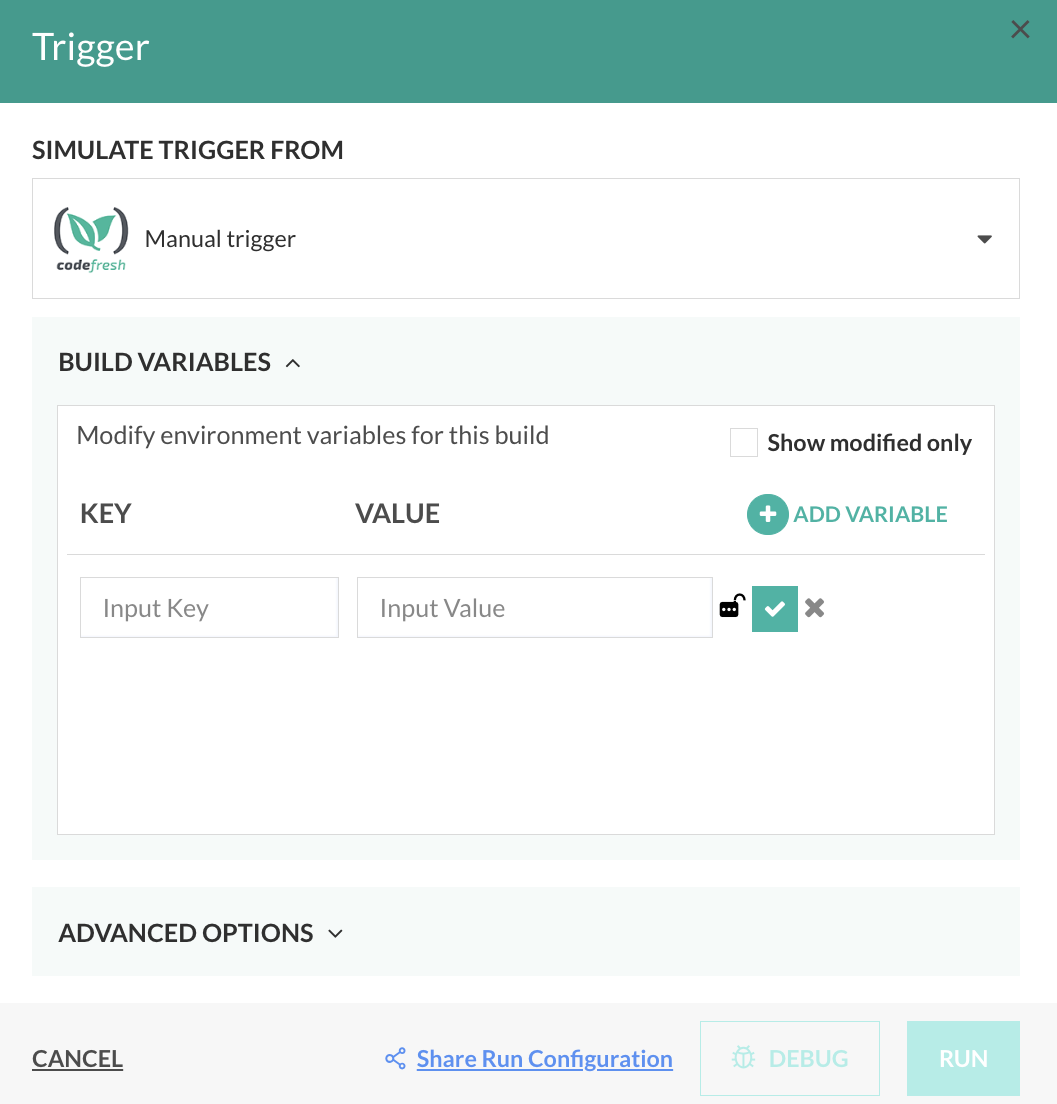 Trigger
SIMULATE TRIGGER FROM
codefresh
Manual trigger
BUILD VARIABLES
Modify environment variables for this build
Show modified only
KEY VALUE ADD VARIABLE
Input Key Input Value
ADVANCED OPTIONS
CANCEL Share Run Configuration DEBUG RUN